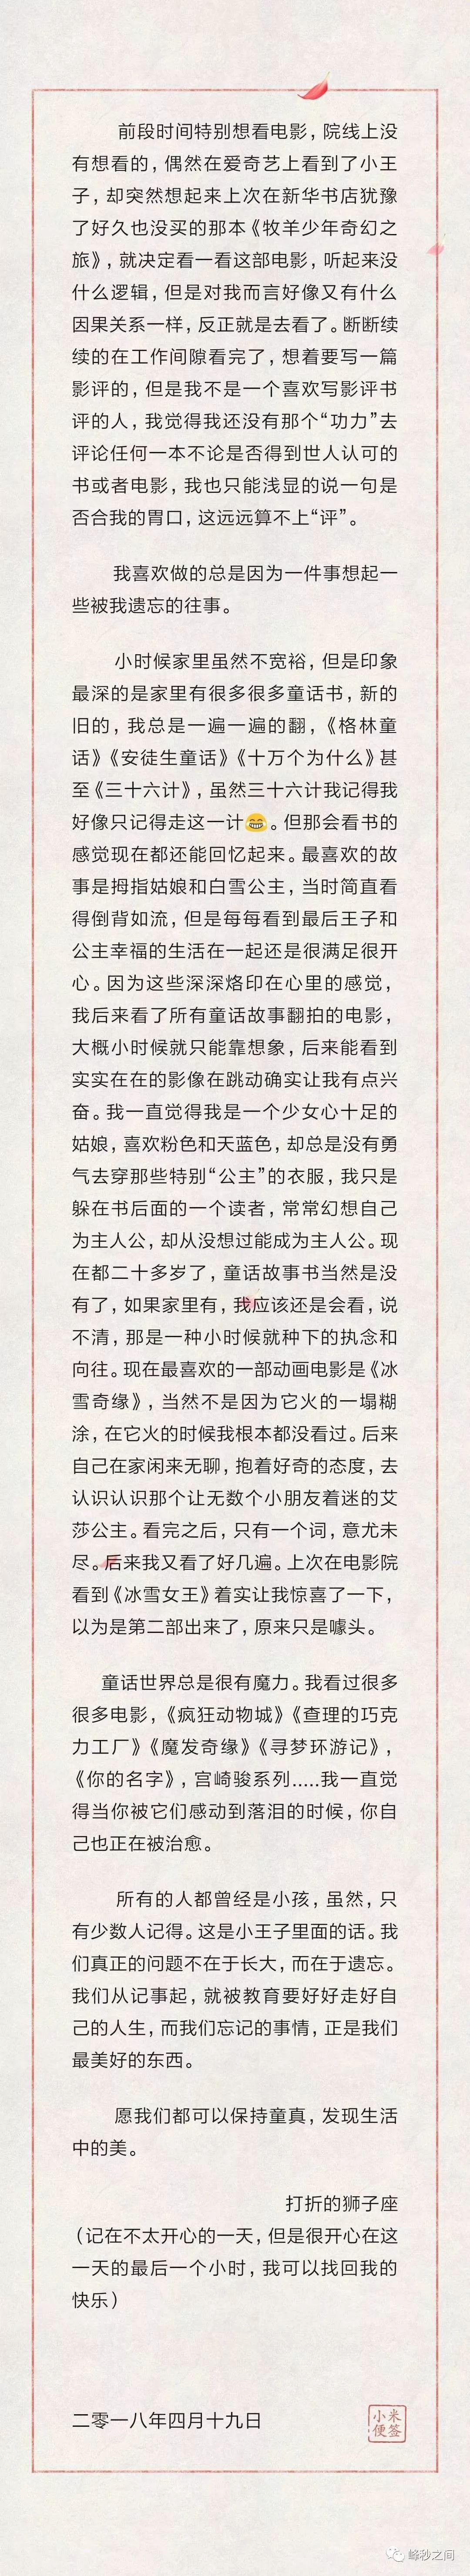 前段时间特别想看电影，院线上没
有想看的，偶然在爱奇艺上看到了小王
子，却突然想起来上次在新华书店犹豫
了好久也没买的那本《牧羊少年奇幻之
旅》，就决定看一看这部电影，听起来没
什么逻辑，但是对我而言好像又有什么
因果关系一样，反正就是去看了。断断续
续的在工作间隙看完了，想着要写一篇
影评的，但是我不是一个喜欢写影评书
评的人，我觉得我还没有那个“功力”去
评论任何一本不论是否得到世人认可的
书或者电影，我也只能浅显的说一句是
否合我的胃口，这远远算不上“评”。
我喜欢做的总是因为一件事想起一
些被我遗忘的往事。
小时候家里虽然不宽裕，但是印象
最深的是家里有很多很多童话书，新的
旧的，我总是一遍一遍的翻，《格林童
话》《安徒生童话》《十万个为什么》甚
至《三十六计》，虽然三十六计我记得我
好像只记得走这一计😂。但那会看书的
感觉现在都还能回忆起来。最喜欢的故
事是拇指姑娘和白雪公主，当时简直看
得倒背如流，但是每每看到最后王子和
公主幸福的生活在一起还是很满足很开
心。因为这些深深烙印在心里的感觉，
我后来看了所有童话故事翻拍的电影，
大概小时候就只能靠想象，后来能看到
实实在在的影像在跳动确实让我有点兴
奋。我一直觉得我是一个少女心十足的
姑娘，喜欢粉色和天蓝色，却总是没有勇
气去穿那些特别“公主”的衣服，我只是
躲在书后面的一个读者，常常幻想自己
为主人公，却从没想过能成为主人公。现
在都二十多岁了，童话故事书当然是没
有了，如果家里有，我应该还是会看，说
不清，那是一种小时候就种下的执念和
向往。现在最喜欢的一部动画电影是《冰
雪奇缘》，当然不是因为它火的一塌糊
涂，在它火的时候我根本都没看过。后来
自己在家闲来无聊，抱着好奇的态度，去
认识认识那个让无数个小朋友着迷的艾
莎公主。看完之后，只有一个词，意尤未
尽。后来我又看了好几遍。上次在电影院
看到《冰雪女王》着实让我惊喜了一下，
以为是第二部出来了，原来只是噱头。
童话世界总是很有魔力。我看过很多
很多电影，《疯狂动物城》《查理的巧克
力工厂》《魔发奇缘》《寻梦环游记》，
《你的名字》，宫崎骏系列.....我一直觉
得当你被它们感动到落泪的时候，你自
己也正在被治愈。
所有的人都曾经是小孩，虽然，只
有少数人记得。这是小王子里面的话。我
们真正的问题不在于长大，而在于遗忘。
我们从记事起，就被教育要好好走好自
己的人生，而我们忘记的事情，正是我们
最美好的东西。
愿我们都可以保持童真，发现生活
中的美。
打折的狮子座
（记在不太开心的一天，但是很开心在这
一天的最后一个小时，我可以找回我的
快乐）
二零一八年四月十九日
小米
便签
峰秒之间